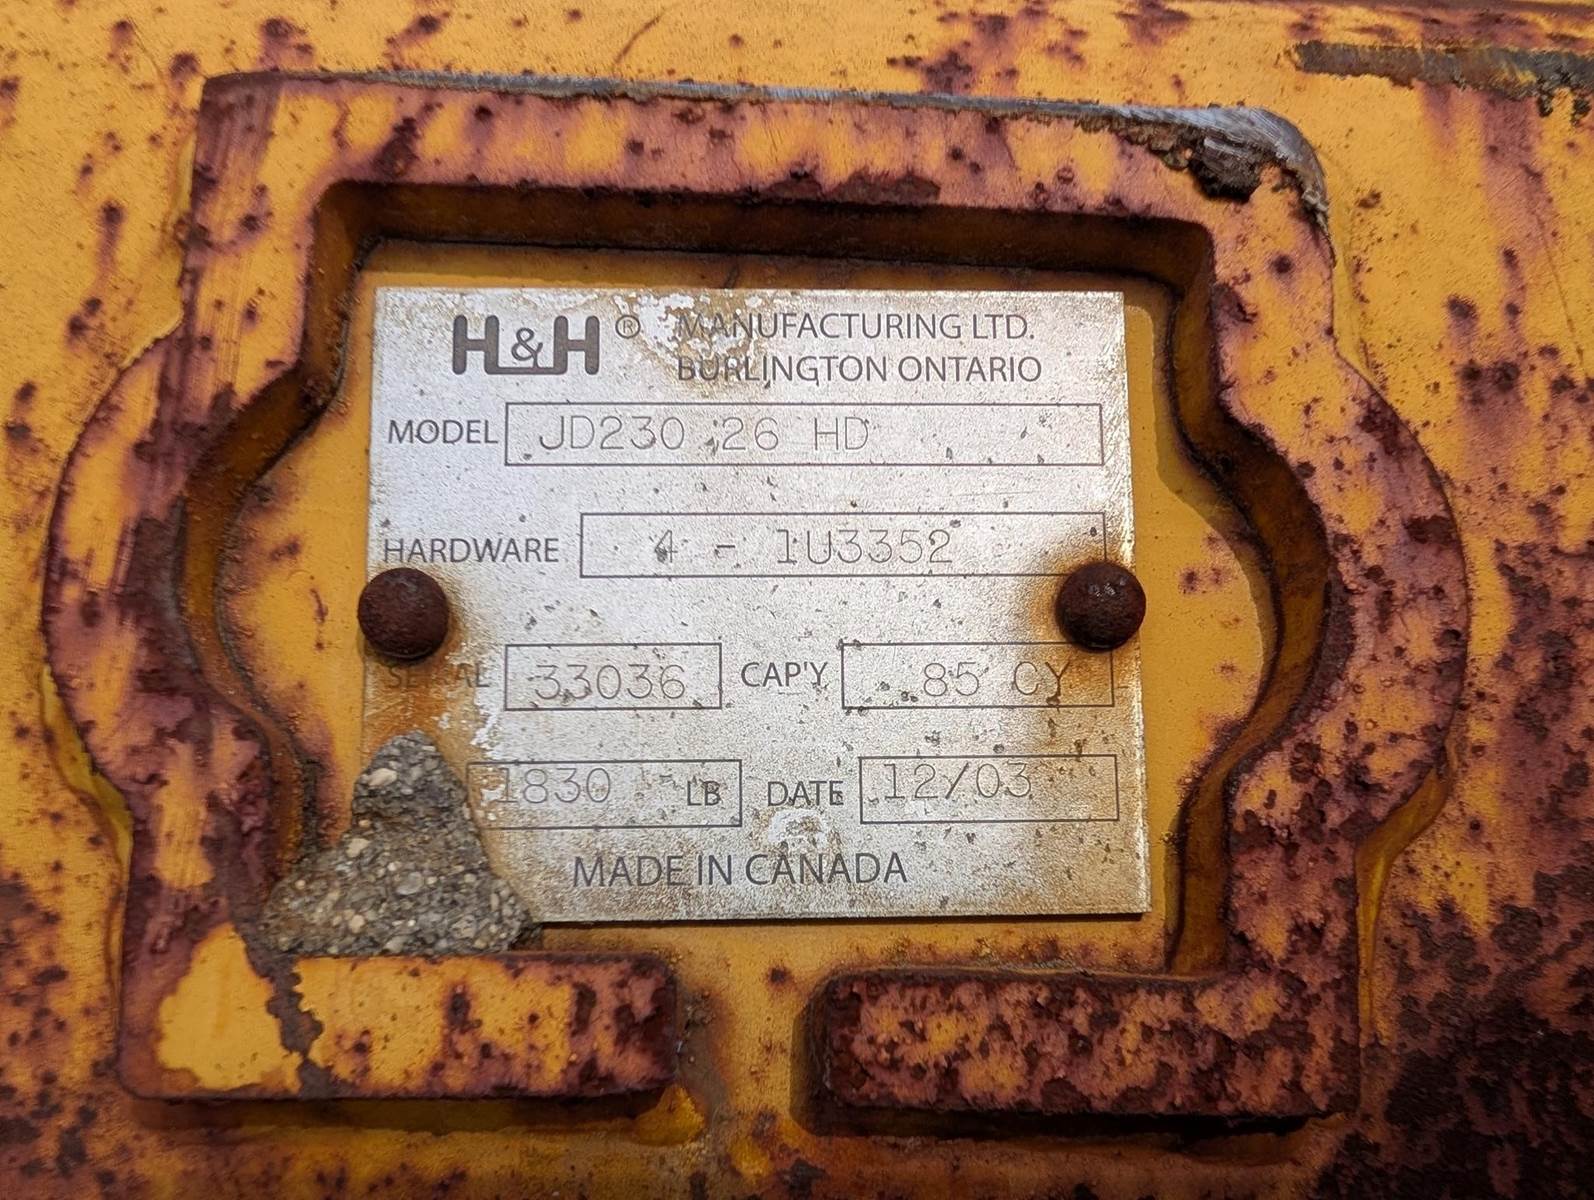 H&H® MANUFACTURING LTD.
BURLINGTON ONTARIO
MODEL JD230 26 HD
HARDWARE 4 - 1U3352
SERIAL 33036 CAP'Y .85 CY
1830 LB DATE 12/03
MADE IN CANADA